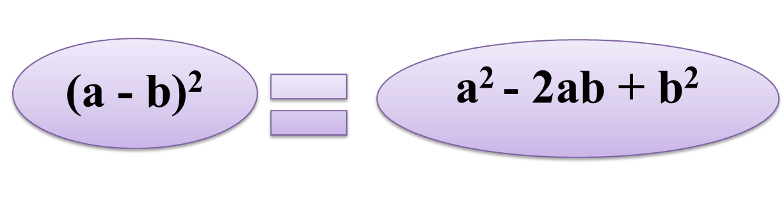 (a - b)² = a² - 2ab + b²